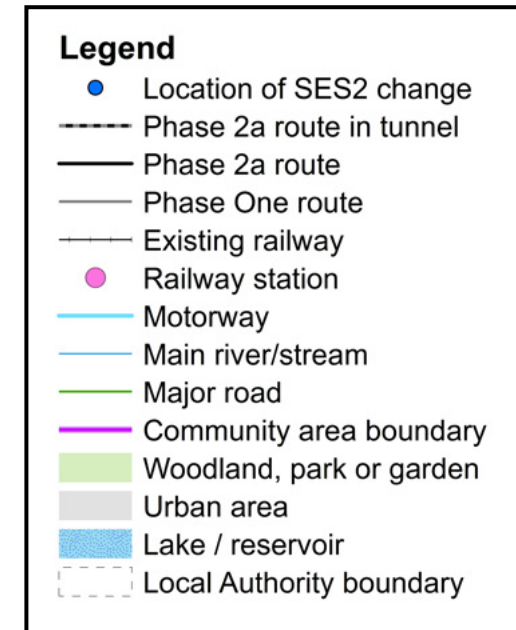 Legend
Location of SES2 change
Phase 2a route in tunnel
Phase 2a route
Phase One route
Existing railway
Railway station
Motorway
Main river/stream
Major road
Community area boundary
Woodland, park or garden
Urban area
Lake / reservoir
Local Authority boundary